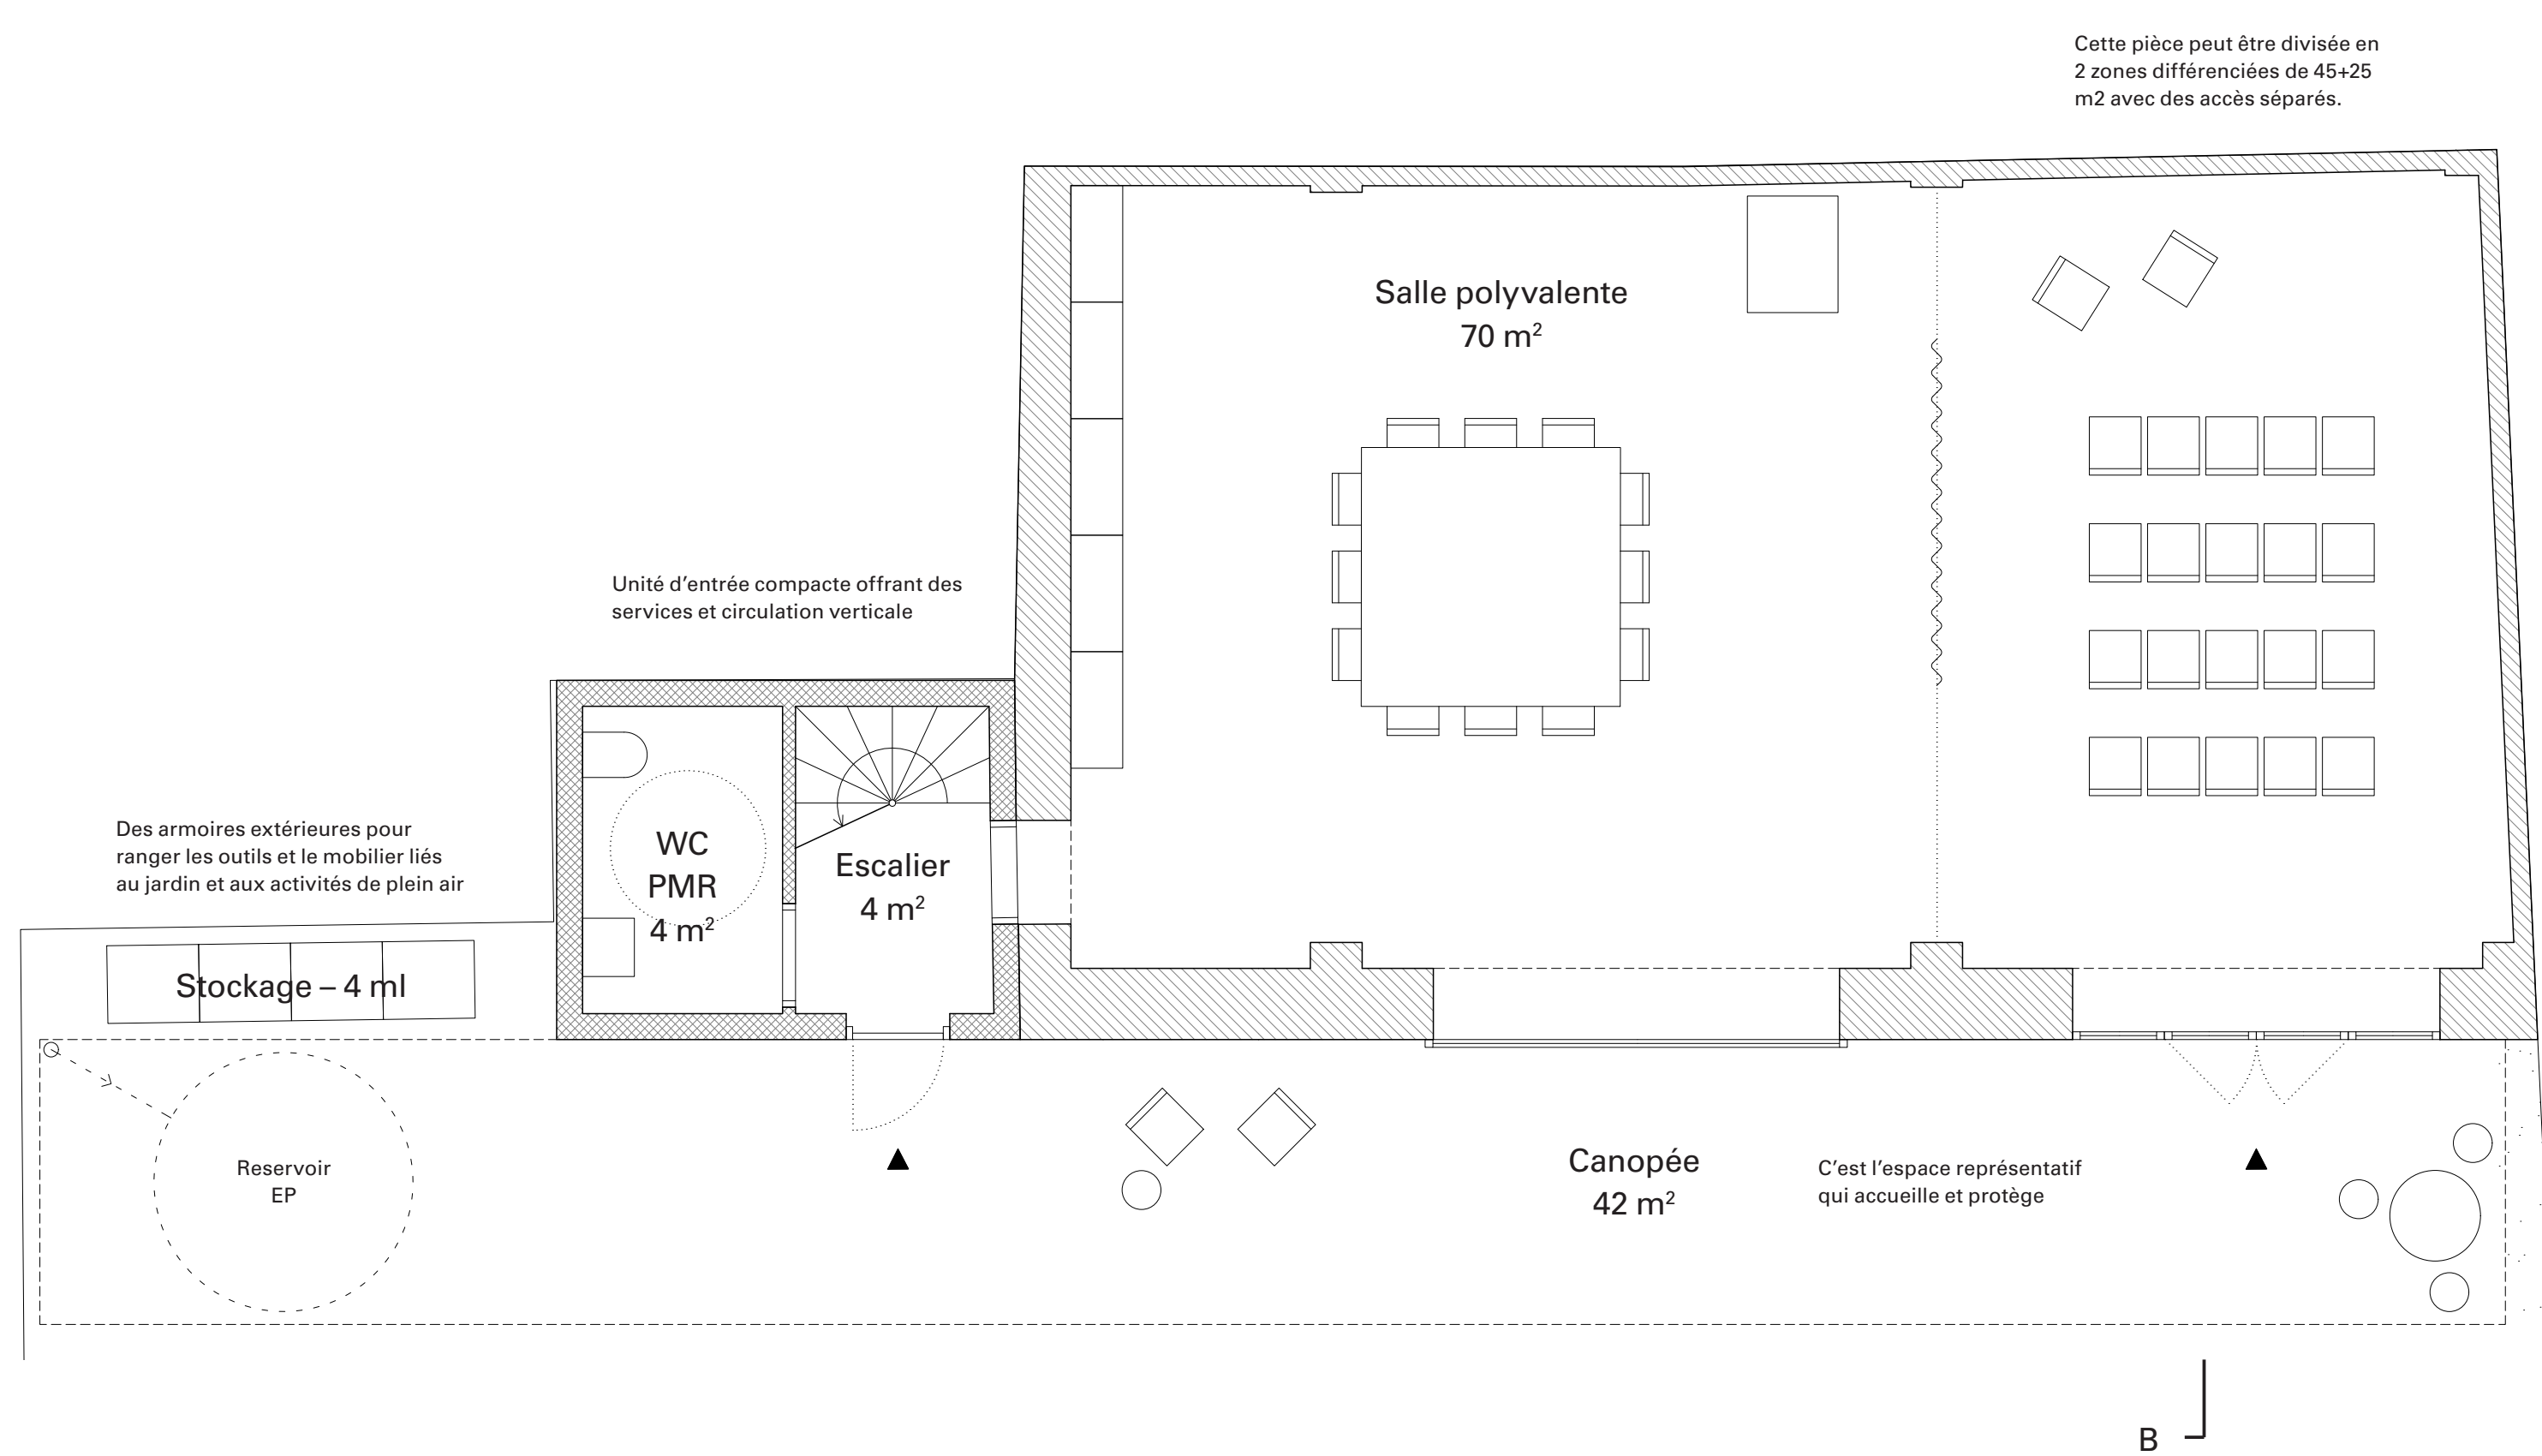 Cette pièce peut être divisée en
2 zones différenciées de 45+25
m2 avec des accès séparés.
Salle polyvalente
70 m²
Unité d’entrée compacte offrant des
services et circulation verticale
Des armoires extérieures pour
ranger les outils et le mobilier liés
au jardin et aux activités de plein air
WC
PMR
4 m²
Escalier
4 m²
Stockage – 4 ml
Reservoir
EP
Canopée
42 m²
C’est l’espace représentatif
qui accueille et protège
B